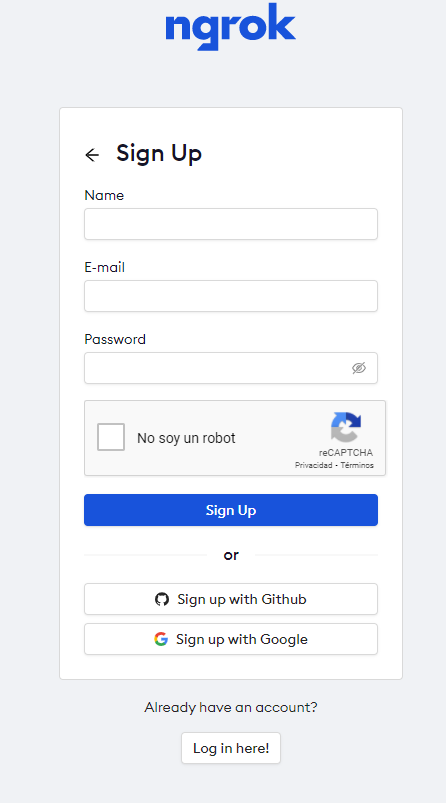 ngrok
Sign Up
Name
E-mail
Password
No soy un robot
reCAPTCHA
Privacidad - Términos
Sign Up
or
Sign up with Github
Sign up with Google
Already have an account?
Log in here!